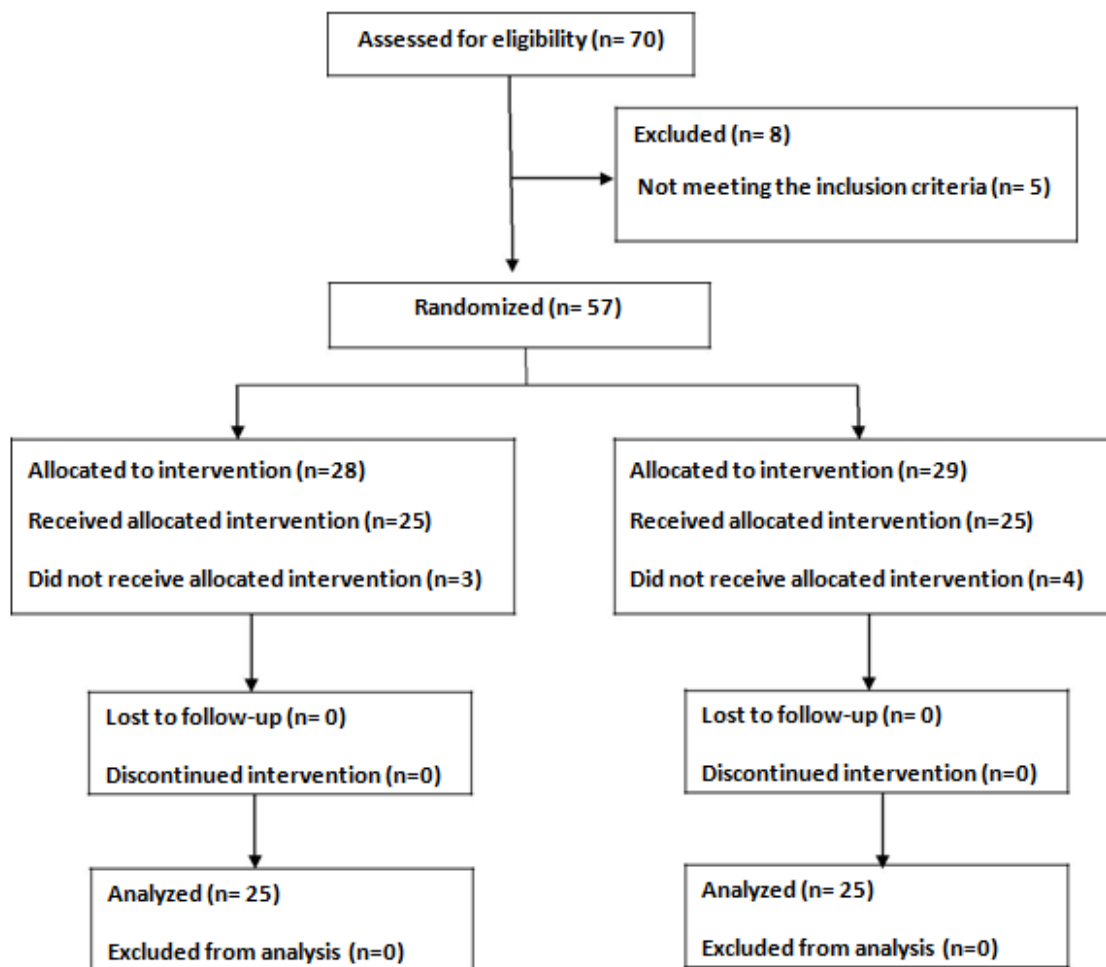 Assessed for eligibility (n= 70)
Excluded (n= 8)
Not meeting the inclusion criteria (n= 5)
Randomized (n= 57)
Allocated to intervention (n=28)
Received allocated intervention (n=25)
Did not receive allocated intervention (n=3)
Allocated to intervention (n=29)
Received allocated intervention (n=25)
Did not receive allocated intervention (n=4)
Lost to follow-up (n= 0)
Discontinued intervention (n=0)
Lost to follow-up (n= 0)
Discontinued intervention (n=0)
Analyzed (n= 25)
Excluded from analysis (n=0)
Analyzed (n= 25)
Excluded from analysis (n=0)